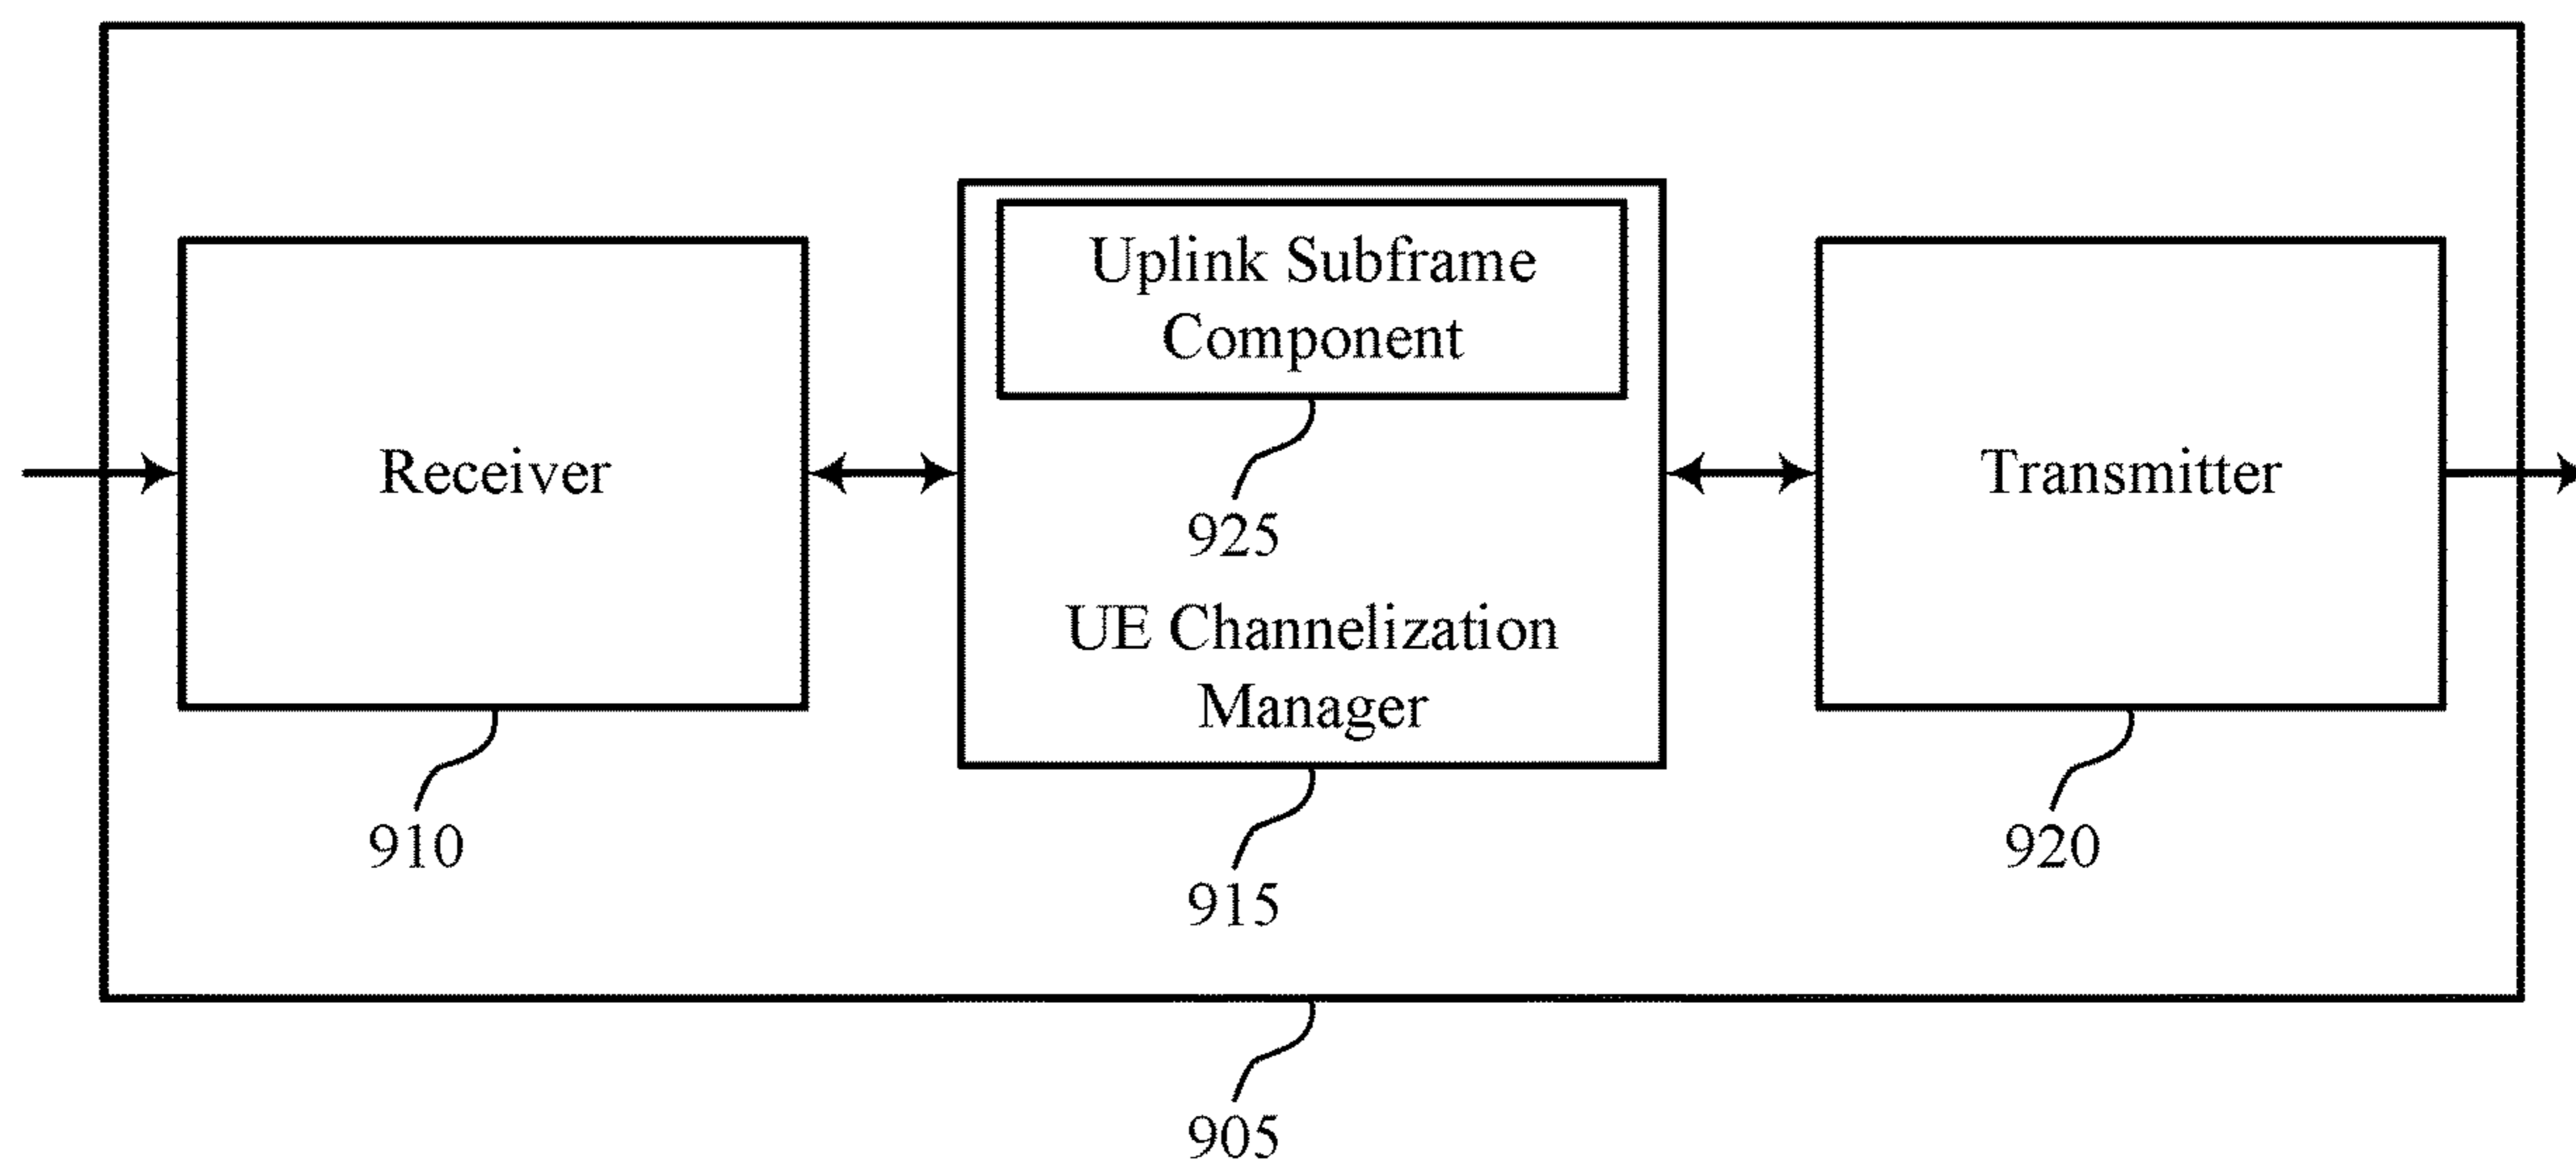 Uplink Subframe
Component
Receiver
Transmitter
925
UE Channelization
Manager
910
920
915
905